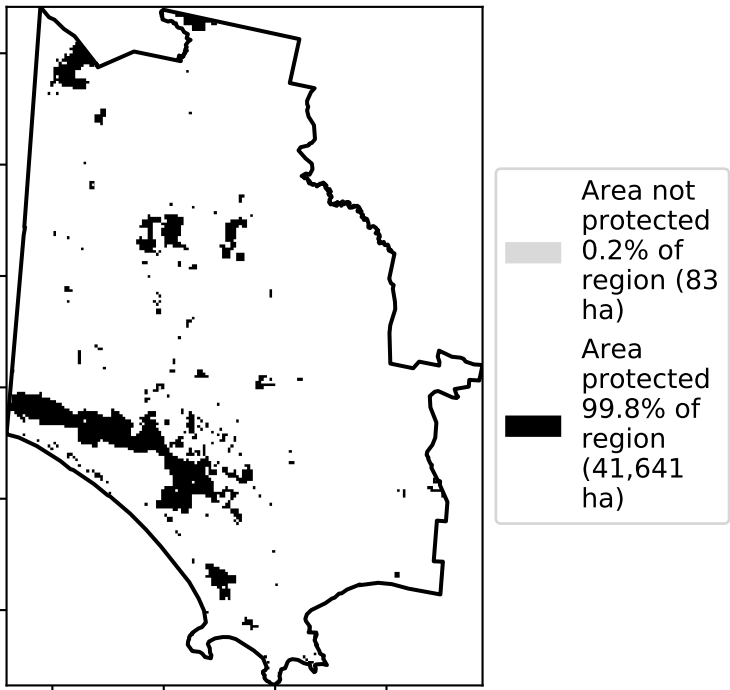 Area not
protected
0.2% of
region (83
ha)
Area
protected
99.8% of
region
(41,641
ha)